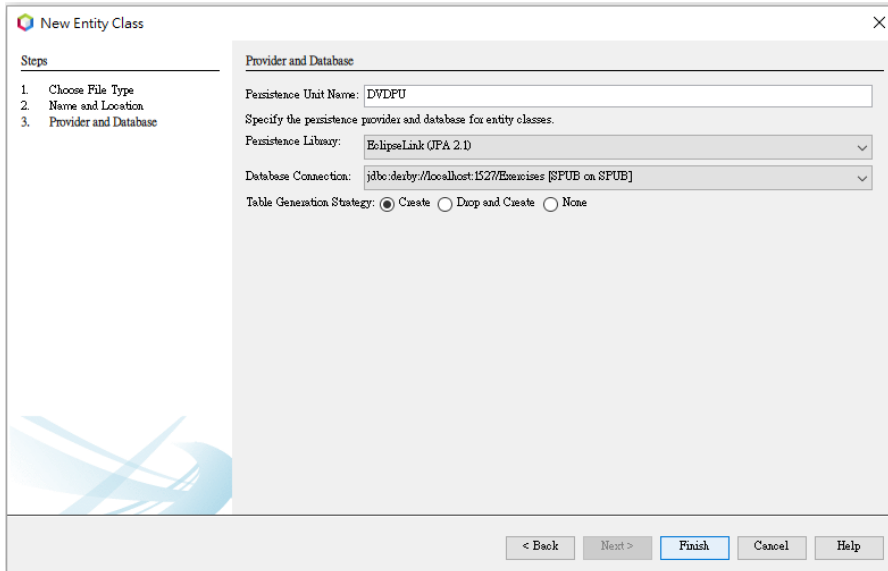 New Entity Class
Steps
1. Choose File Type
2. Name and Location
3. Provider and Database
Provider and Database
Persistence Unit Name: DVDPU
Specify the persistence provider and database for entity classes.
Persistence Library: EclipseLink (JPA 2.1)
Database Connection: jdbc:derby://localhost:1527/Exercises [SPUB on SPUB]
Table Generation Strategy: Create Drop and Create None
< Back Next > Finish Cancel Help